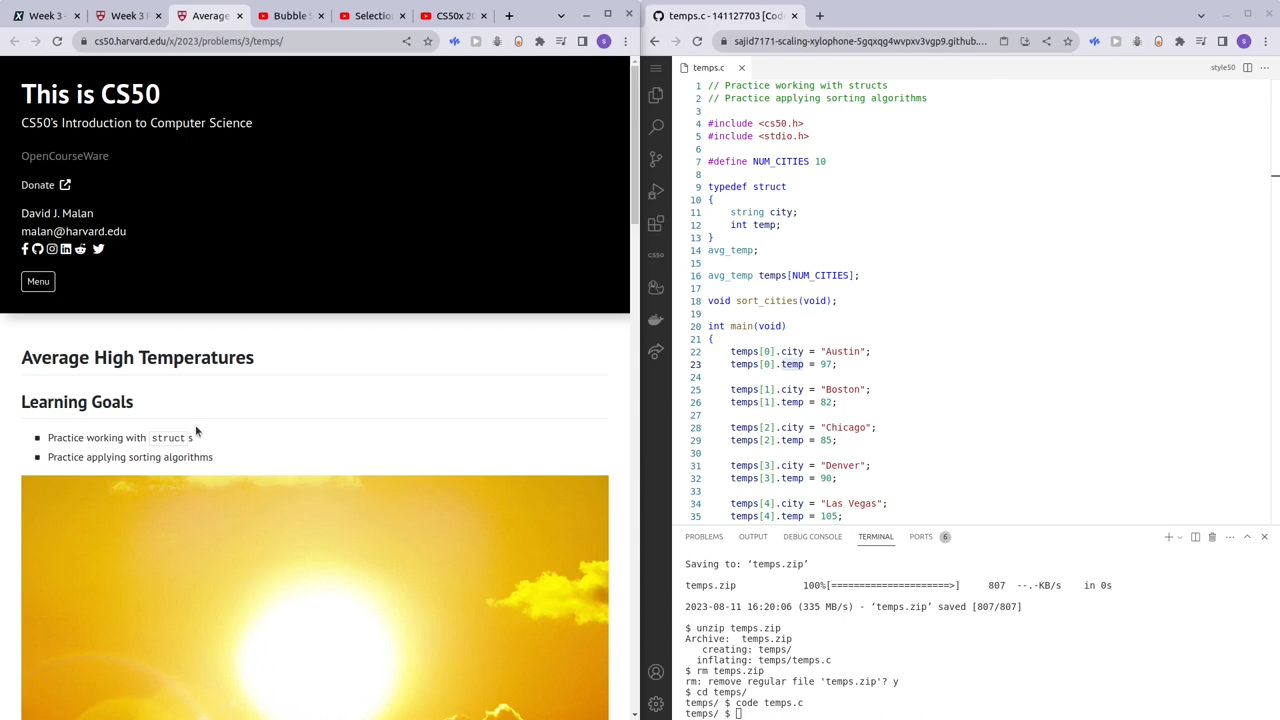 Week 3 -
Week 3
Average
Bubble
Selection
CS50x 20
temps.c - 141127703 [Code
cs50.harvard.edu/x/2023/problems/3/temps/
s
sajid7171-scaling-xylophone-5gqxqg4wvpxv3vgp9.github...
s
This is CS50
CS50's Introduction to Computer Science
OpenCourseWare
Donate
David J. Malan
malan@harvard.edu
Menu
Average High Temperatures
Learning Goals
Practice working with structs
Practice applying sorting algorithms
CS50
temps.c
style50
1 // Practice working with structs
2 // Practice applying sorting algorithms
3
4 #include <cs50.h>
5 #include <stdio.h>
6
7 #define NUM_CITIES 10
8
9 typedef struct
10 {
11 string city;
12 int temp;
13 }
14 avg_temp;
15
16 avg_temp temps[NUM_CITIES];
17
18 void sort_cities(void);
19
20 int main(void)
21 {
22 temps[0].city = "Austin";
23 temps[0].temp = 97;
24
25 temps[1].city = "Boston";
26 temps[1].temp = 82;
27
28 temps[2].city = "Chicago";
29 temps[2].temp = 85;
30
31 temps[3].city = "Denver";
32 temps[3].temp = 90;
33
34 temps[4].city = "Las Vegas";
35 temps[4].temp = 105;
PROBLEMS OUTPUT DEBUG CONSOLE TERMINAL PORTS 6
Saving to: ‘temps.zip’
temps.zip 100%[=====================>] 807 --.-KB/s in 0s
2023-08-11 16:20:06 (335 MB/s) - ‘temps.zip’ saved [807/807]
$ unzip temps.zip
Archive: temps.zip
creating: temps/
inflating: temps/temps.c
$ rm temps.zip
rm: remove regular file 'temps.zip'? y
$ cd temps/
temps/ $ code temps.c
temps/ $